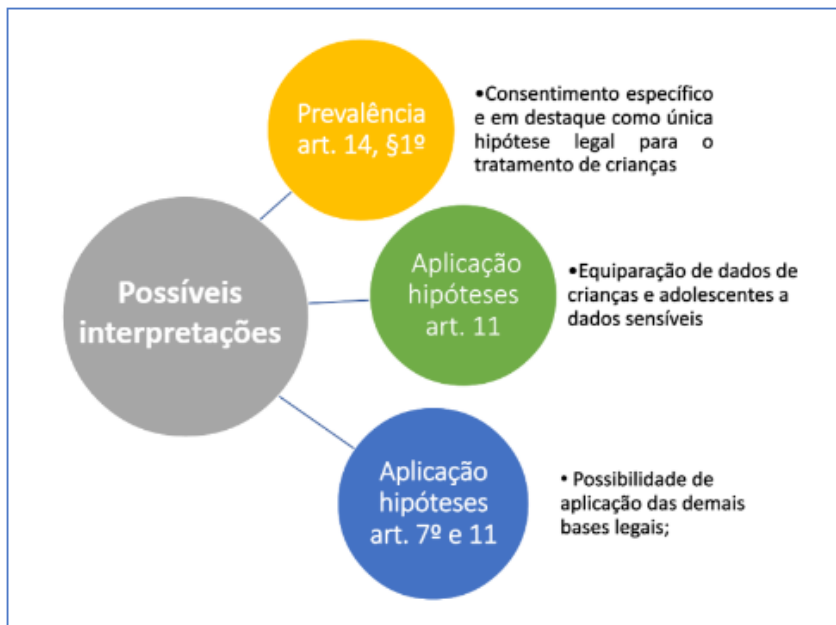 Possíveis
interpretações
Prevalência
art. 14, §1º
•Consentimento específico
e em destaque como única
hipótese legal para o
tratamento de crianças
Aplicação
hipóteses
art. 11
•Equiparação de dados de
crianças e adolescentes a
dados sensíveis
Aplicação
hipóteses
art. 7º e 11
• Possibilidade de
aplicação das demais
bases legais;